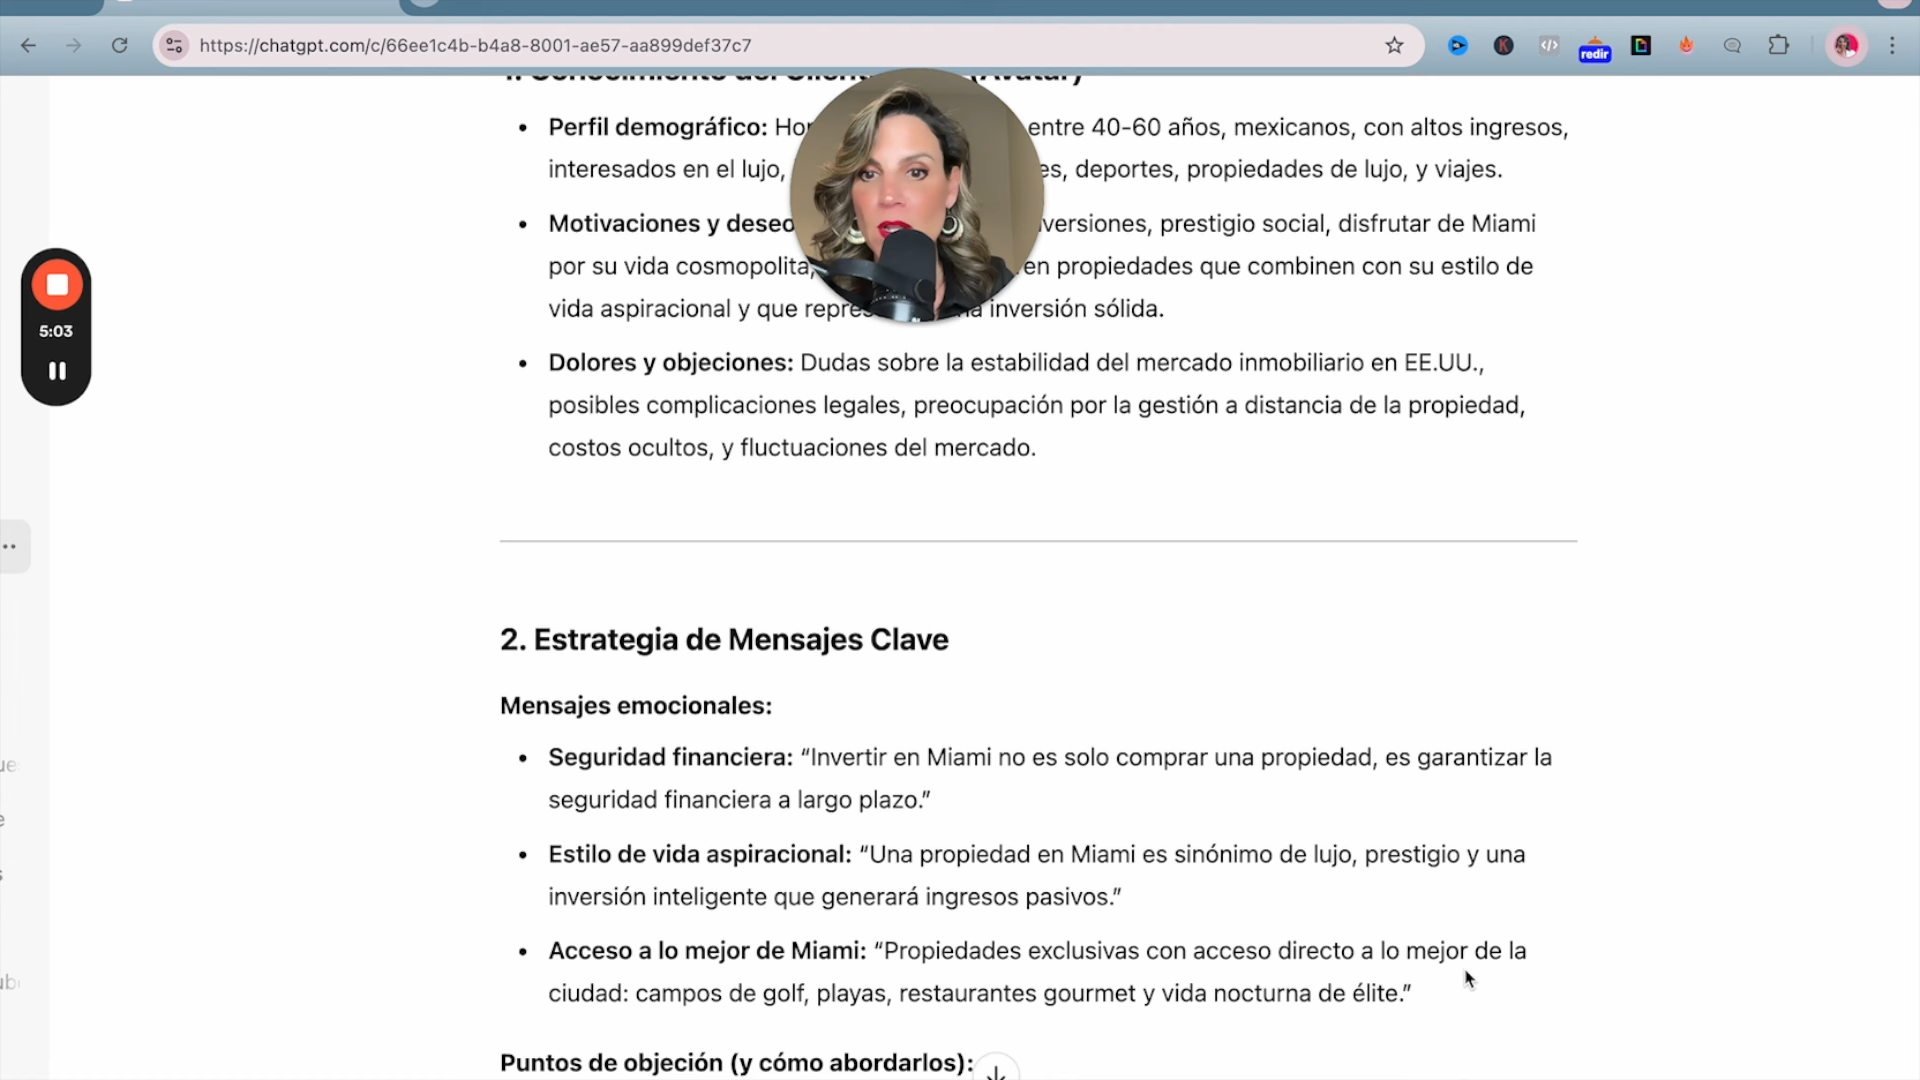 https://chatgpt.com/c/66ee1c4b-b4a8-8001-ae57-aa899def37c7
redir
1. Conocimiento del (Avatar)
• Perfil demográfico: entre 40-60 años, mexicanos, con altos ingresos,
interesados en el lujo, deportes, propiedades de lujo, y viajes.
• Motivaciones y prestigio social, disfrutar de Miami
por su vida cosmopolita, en propiedades que combinen con su estilo de
vida aspiracional y que inversión sólida.
5:03
• Dolores y objeciones: Dudas sobre la estabilidad del mercado inmobiliario en EE.UU.,
posibles complicaciones legales, preocupación por la gestión a distancia de la propiedad,
costos ocultos, y fluctuaciones del mercado.
2. Estrategia de Mensajes Clave
Mensajes emocionales:
• Seguridad financiera: “Invertir en Miami no es solo comprar una propiedad, es garantizar la
seguridad financiera a largo plazo.”
• Estilo de vida aspiracional: “Una propiedad en Miami es sinónimo de lujo, prestigio y una
inversión inteligente que generará ingresos pasivos.”
• Acceso a lo mejor de Miami: “Propiedades exclusivas con acceso directo a lo mejor de la
ciudad: campos de golf, playas, restaurantes gourmet y vida nocturna de élite.”
Puntos de objeción (y cómo abordarlos):